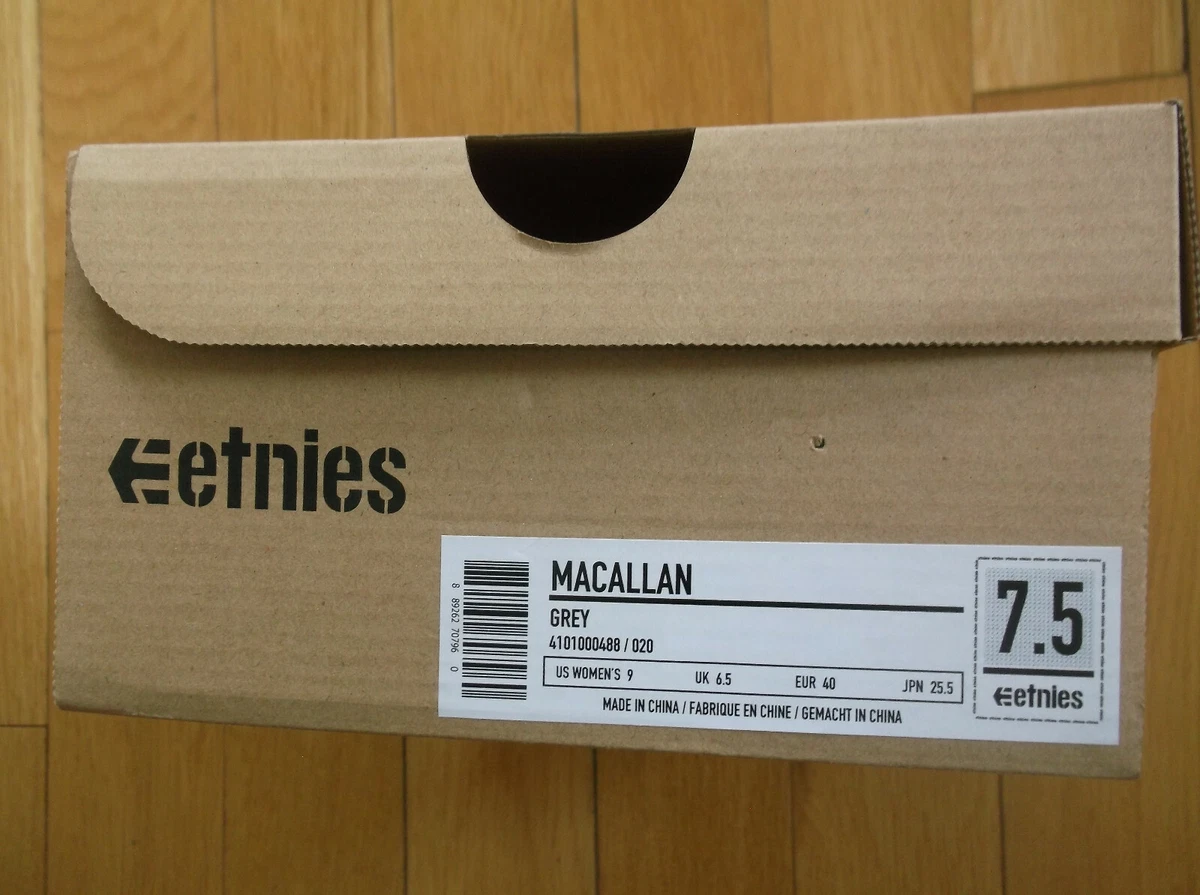 etnies
8 89262 70796 0
MACALLAN
GREY
4101000488 / 020
US WOMEN'S 9 UK 6.5 EUR 40 JPN 25.5
MADE IN CHINA / FABRIQUE EN CHINE / GEMACHT IN CHINA
7.5
etnies